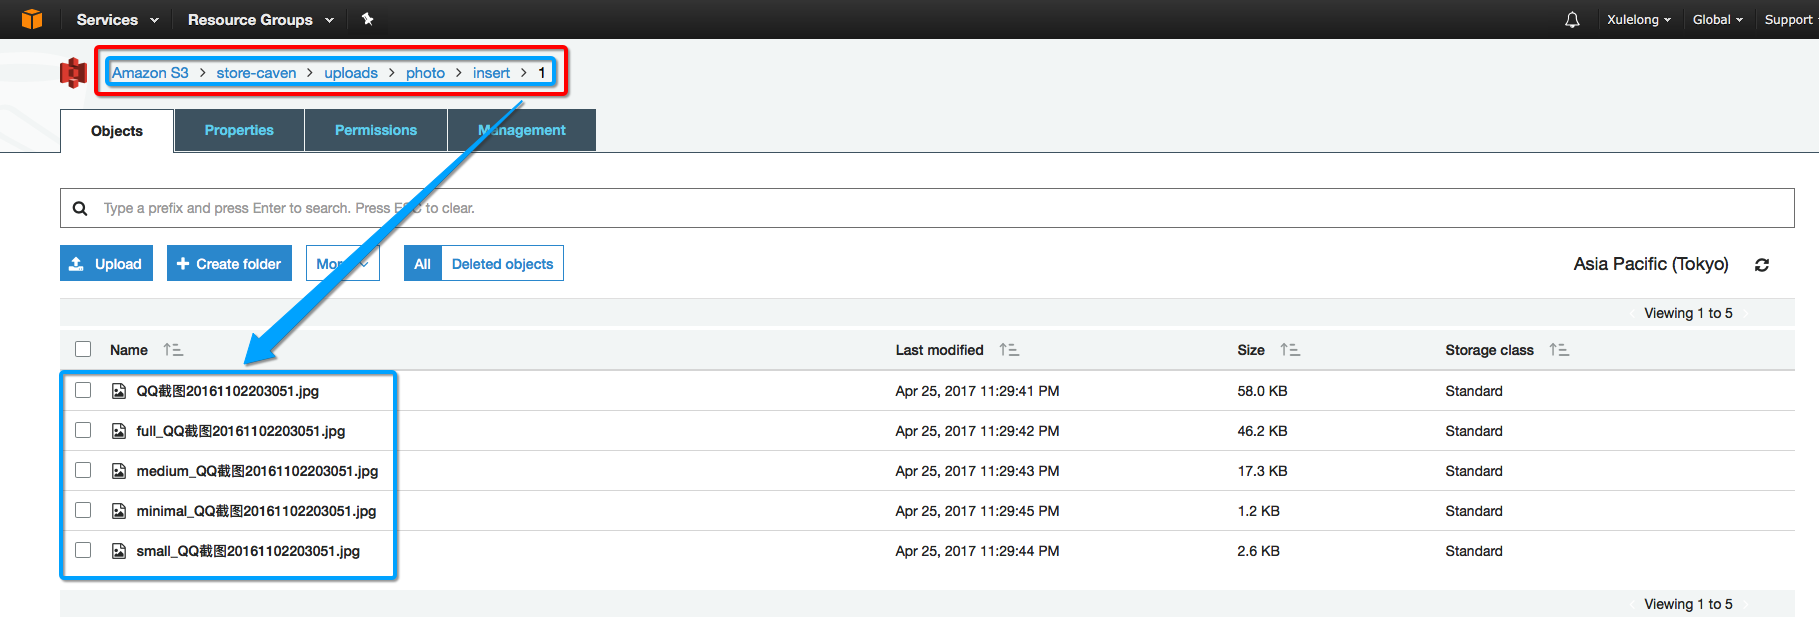 Services Resource Groups Xulelong Global Support
Amazon S3 > store-caven > uploads > photo > insert > 1
Objects Properties Permissions Management
Type a prefix and press Enter to search. Press ESC to clear.
Upload Create folder More All Deleted objects Asia Pacific (Tokyo)
Viewing 1 to 5
Name Last modified Size Storage class
QQ截图20161102203051.jpg Apr 25, 2017 11:29:41 PM 58.0 KB Standard
full_QQ截图20161102203051.jpg Apr 25, 2017 11:29:42 PM 46.2 KB Standard
medium_QQ截图20161102203051.jpg Apr 25, 2017 11:29:43 PM 17.3 KB Standard
minimal_QQ截图20161102203051.jpg Apr 25, 2017 11:29:45 PM 1.2 KB Standard
small_QQ截图20161102203051.jpg Apr 25, 2017 11:29:44 PM 2.6 KB Standard
Viewing 1 to 5